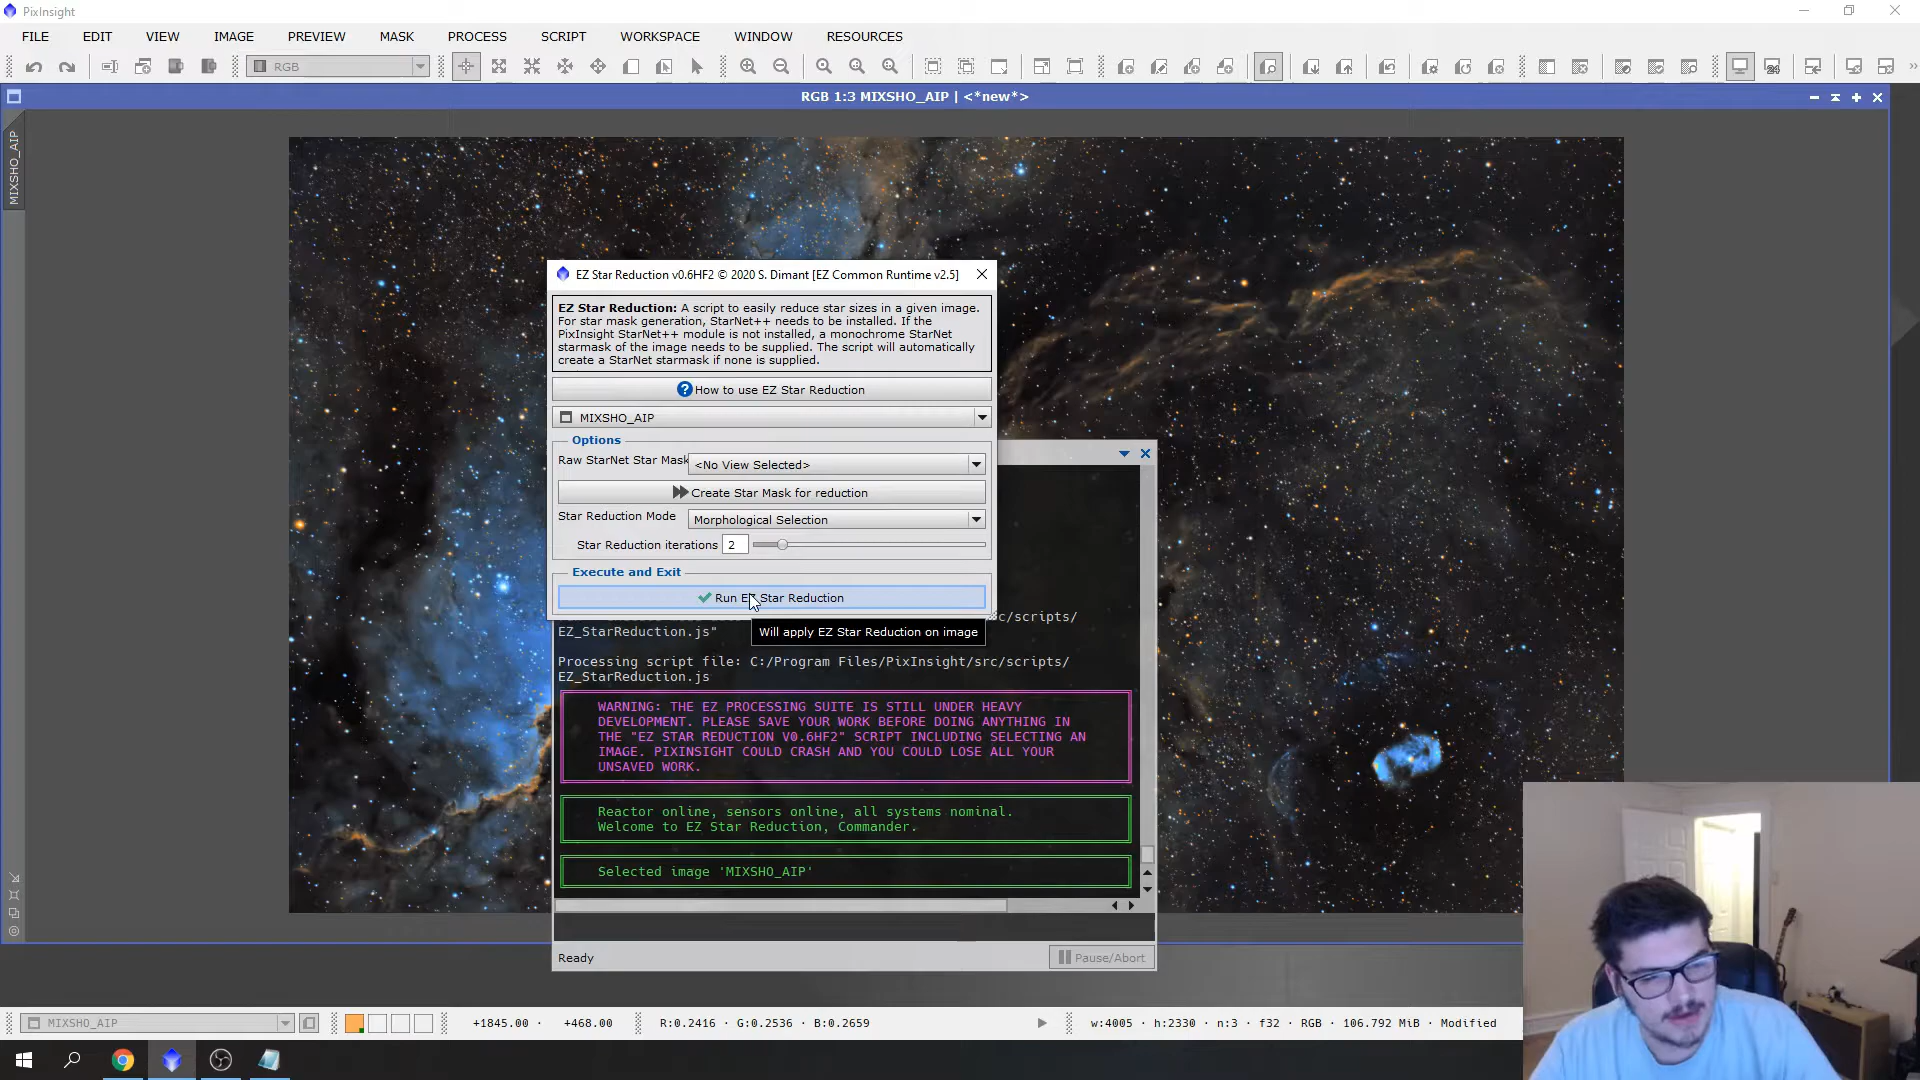 PixInsight
FILE EDIT VIEW IMAGE PREVIEW MASK PROCESS SCRIPT WORKSPACE WINDOW RESOURCES
RGB
RGB 1:3 MIXSHO_AIP | <*new*>
MIXSHO_AIP
EZ Star Reduction v0.6HF2 © 2020 S. Dimant [EZ Common Runtime v2.5]
EZ Star Reduction: A script to easily reduce star sizes in a given image.
For star mask generation, StarNet++ needs to be installed. If the
PixInsight StarNet++ module is not installed, a monochrome StarNet
starmask of the image needs to be supplied. The script will automatically
create a StarNet starmask if none is supplied.
How to use EZ Star Reduction
MIXSHO_AIP
Options
Raw StarNet Star Mask <No View Selected>
Create Star Mask for reduction
Star Reduction Mode Morphological Selection
Star Reduction iterations 2
Execute and Exit
Run EZ Star Reduction
Will apply EZ Star Reduction on image
c/scripts/
EZ_StarReduction.js"
Processing script file: C:/Program Files/PixInsight/src/scripts/
EZ_StarReduction.js
WARNING: THE EZ PROCESSING SUITE IS STILL UNDER HEAVY
DEVELOPMENT. PLEASE SAVE YOUR WORK BEFORE DOING ANYTHING IN
THE "EZ STAR REDUCTION V0.6HF2" SCRIPT INCLUDING SELECTING AN
IMAGE. PIXINSIGHT COULD CRASH AND YOU COULD LOSE ALL YOUR
UNSAVED WORK.
Reactor online, sensors online, all systems nominal.
Welcome to EZ Star Reduction, Commander.
Selected image 'MIXSHO_AIP'
Ready Pause/Abort
MIXSHO_AIP +1845.00 · +468.00 R:0.2416 · G:0.2536 · B:0.2659 w:4005 · h:2330 · n:3 · f32 · RGB · 106.792 MiB · Modified